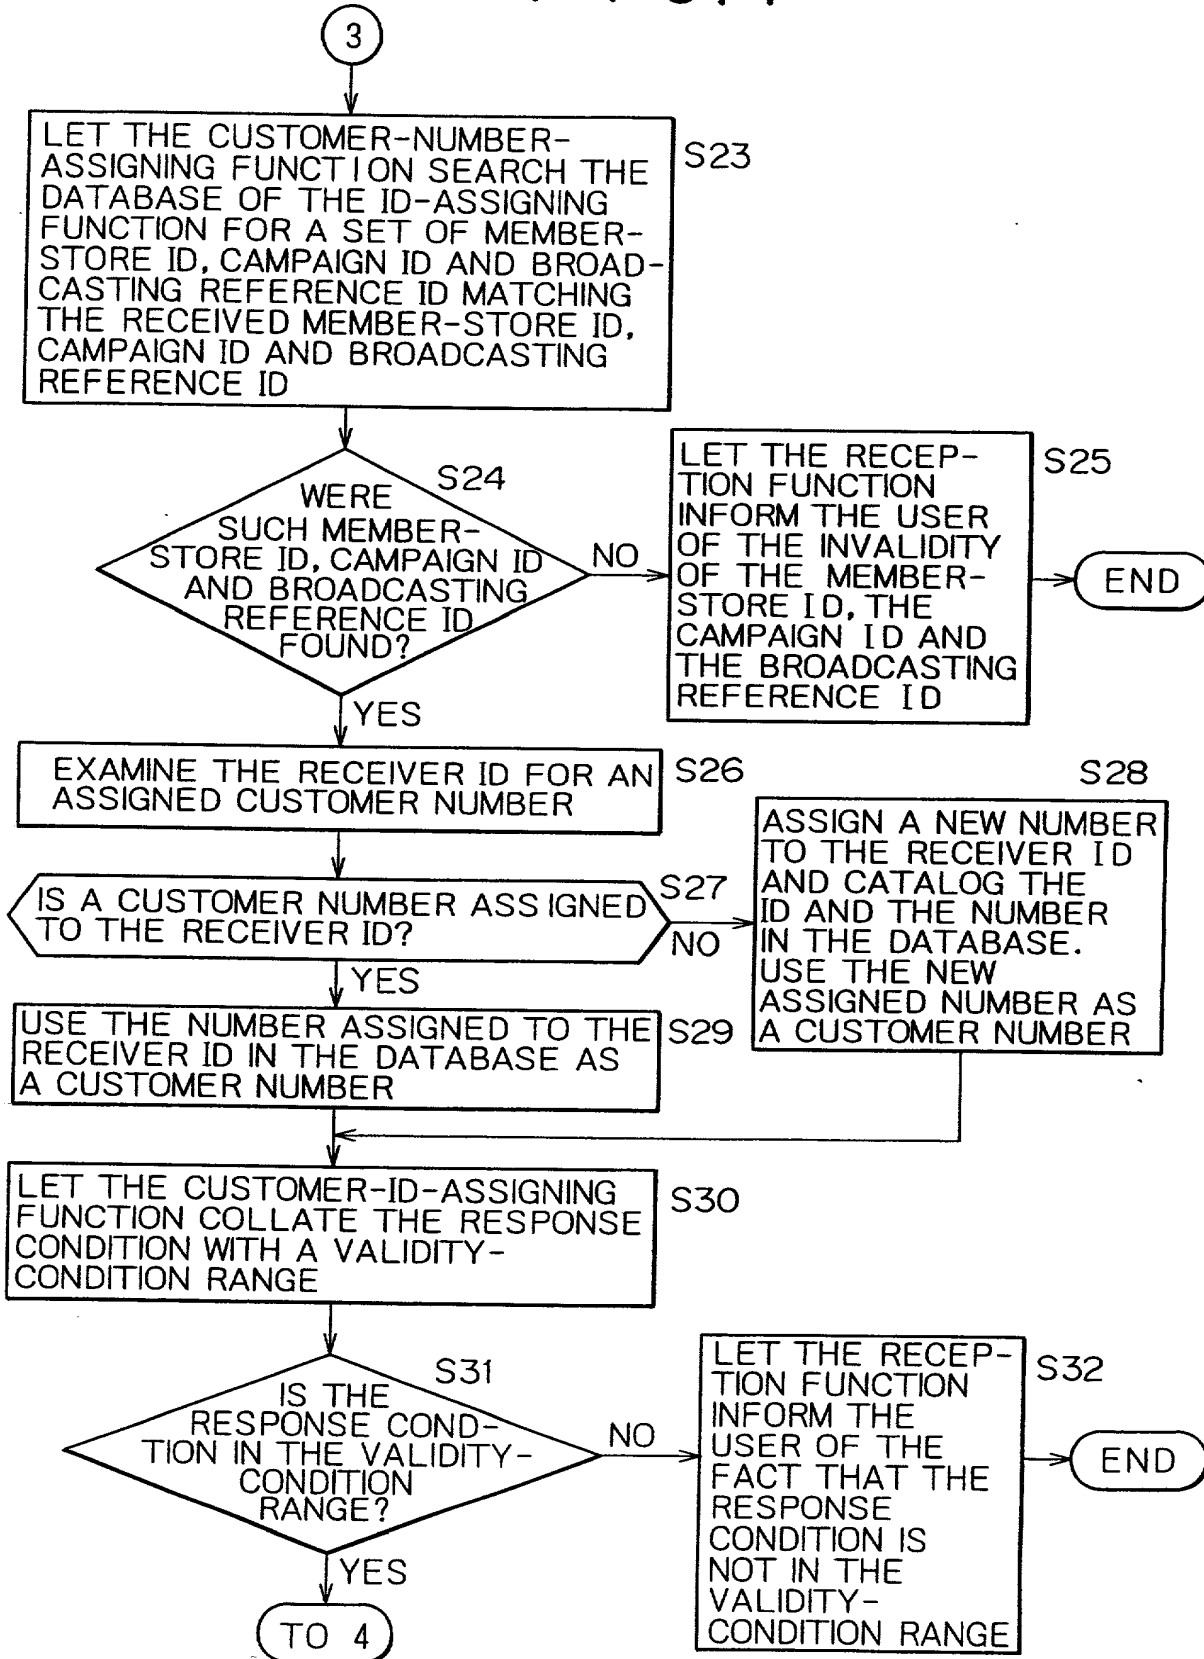 3
LET THE CUSTOMER-NUMBER-
ASSIGNING FUNCTION SEARCH THE
DATABASE OF THE ID-ASSIGNING
FUNCTION FOR A SET OF MEMBER-
STORE ID, CAMPAIGN ID AND BROAD-
CASTING REFERENCE ID MATCHING
THE RECEIVED MEMBER-STORE ID,
CAMPAIGN ID AND BROADCASTING
REFERENCE ID
S23
S24
WERE
SUCH MEMBER-
STORE ID, CAMPAIGN ID
AND BROADCASTING
REFERENCE ID
FOUND?
NO
LET THE RECEP-
TION FUNCTION
INFORM THE USER
OF THE INVALIDITY
OF THE MEMBER-
STORE ID, THE
CAMPAIGN ID AND
THE BROADCASTING
REFERENCE ID
S25
END
YES
EXAMINE THE RECEIVER ID FOR AN
ASSIGNED CUSTOMER NUMBER
S26
IS A CUSTOMER NUMBER ASSIGNED
TO THE RECEIVER ID?
S27
NO
S28
ASSIGN A NEW NUMBER
TO THE RECEIVER ID
AND CATALOG THE
ID AND THE NUMBER
IN THE DATABASE.
USE THE NEW
ASSIGNED NUMBER AS
A CUSTOMER NUMBER
YES
USE THE NUMBER ASSIGNED TO THE
RECEIVER ID IN THE DATABASE AS
A CUSTOMER NUMBER
S29
LET THE CUSTOMER-ID-ASSIGNING
FUNCTION COLLATE THE RESPONSE
CONDITION WITH A VALIDITY-
CONDITION RANGE
S30
S31
IS THE
RESPONSE COND-
TION IN THE VALIDITY-
CONDITION
RANGE?
NO
LET THE RECEP-
TION FUNCTION
INFORM THE
USER OF THE
FACT THAT THE
RESPONSE
CONDITION IS
NOT IN THE
VALIDITY-
CONDITION RANGE
S32
END
YES
TO 4